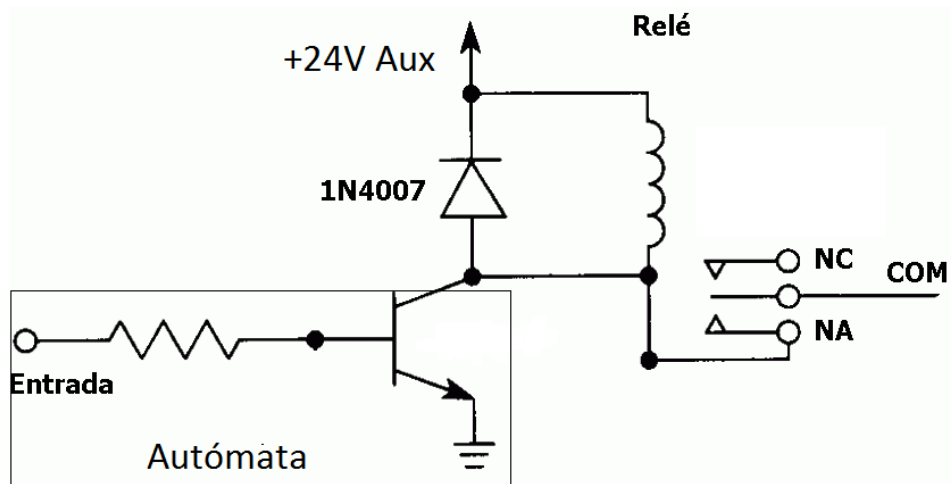 Relé
+24V Aux
1N4007
NC
COM
NA
Entrada
Autómata